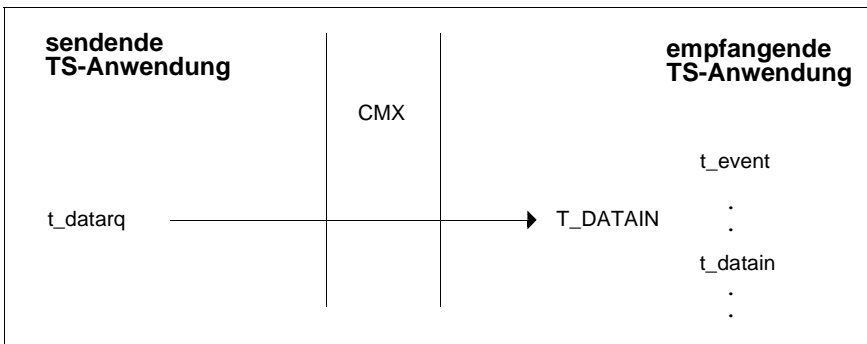 sendende
TS-Anwendung
empfangende
TS-Anwendung
CMX
t_event
t_datarq
T_DATAIN
.
.
t_datain
.
.